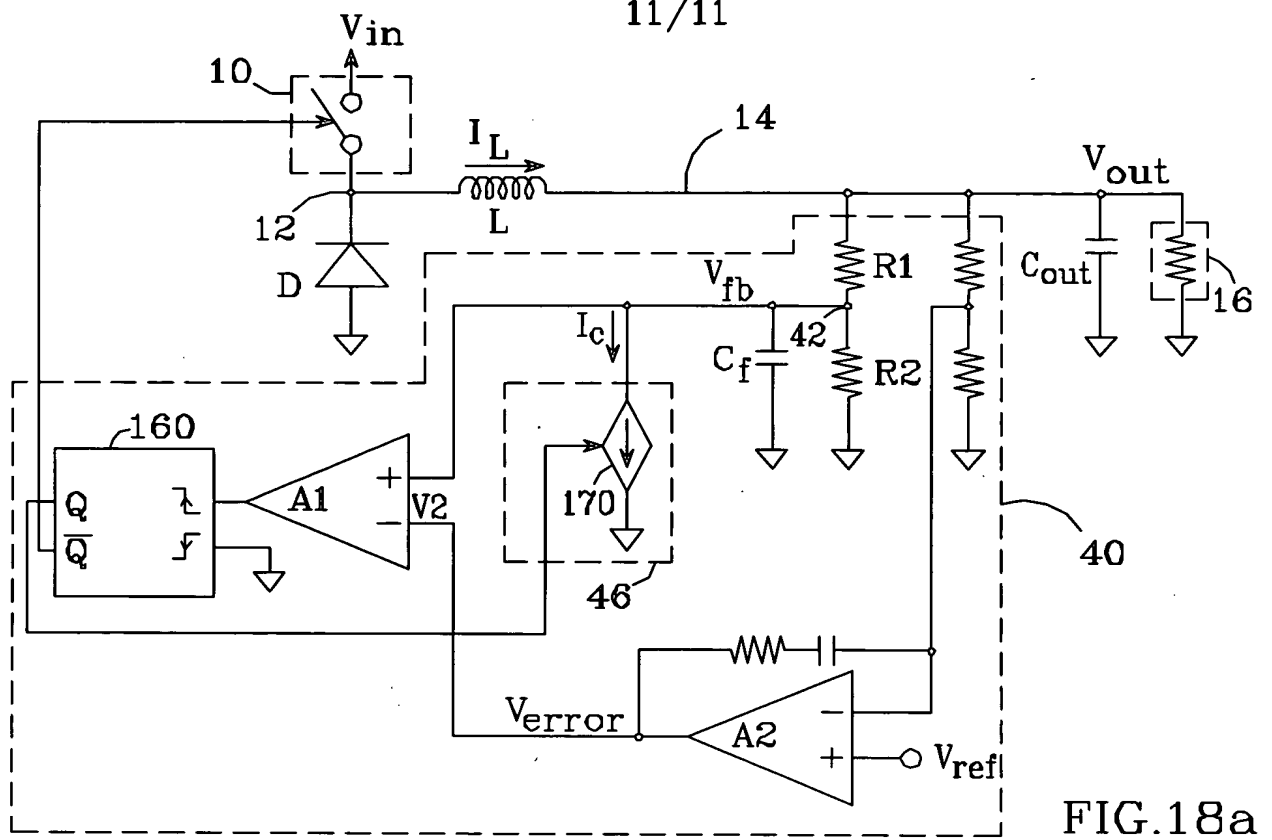 11/11
Vin
10
14
IL
Vout
12
L
D
R1
Cout
16
Vfb
42
Ic
Cf
R2
160
Q
Q̅
A1
+
V2
−
170
46
40
Verror
A2
−
+
Vref
FIG.18a